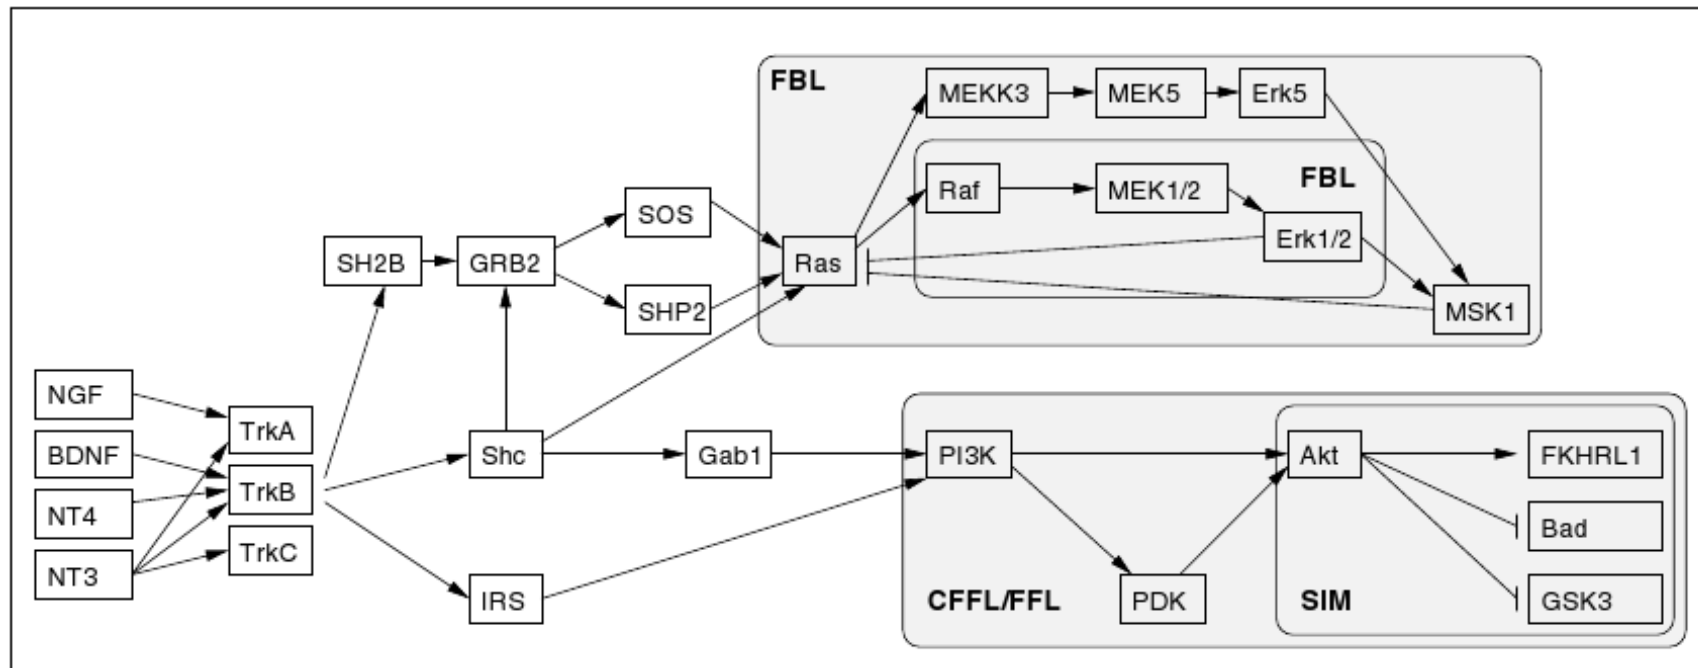 FBL
MEKK3
MEK5
Erk5
Raf
MEK1/2
FBL
SOS
Erk1/2
SH2B
GRB2
Ras
SHP2
MSK1
NGF
TrkA
BDNF
Shc
Gab1
PI3K
Akt
FKHRL1
TrkB
NT4
Bad
TrkC
NT3
IRS
CFFL/FFL
PDK
SIM
GSK3